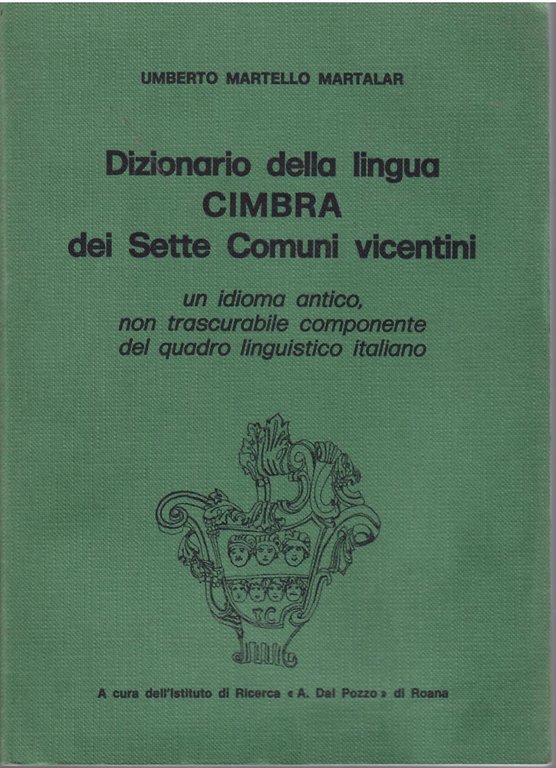 UMBERTO MARTELLO MARTALAR
Dizionario della lingua
CIMBRA
dei Sette Comuni vicentini
un idioma antico,
non trascurabile componente
del quadro linguistico italiano
TC
A cura dell'Istituto di Ricerca « A. Dal Pozzo » di Roana